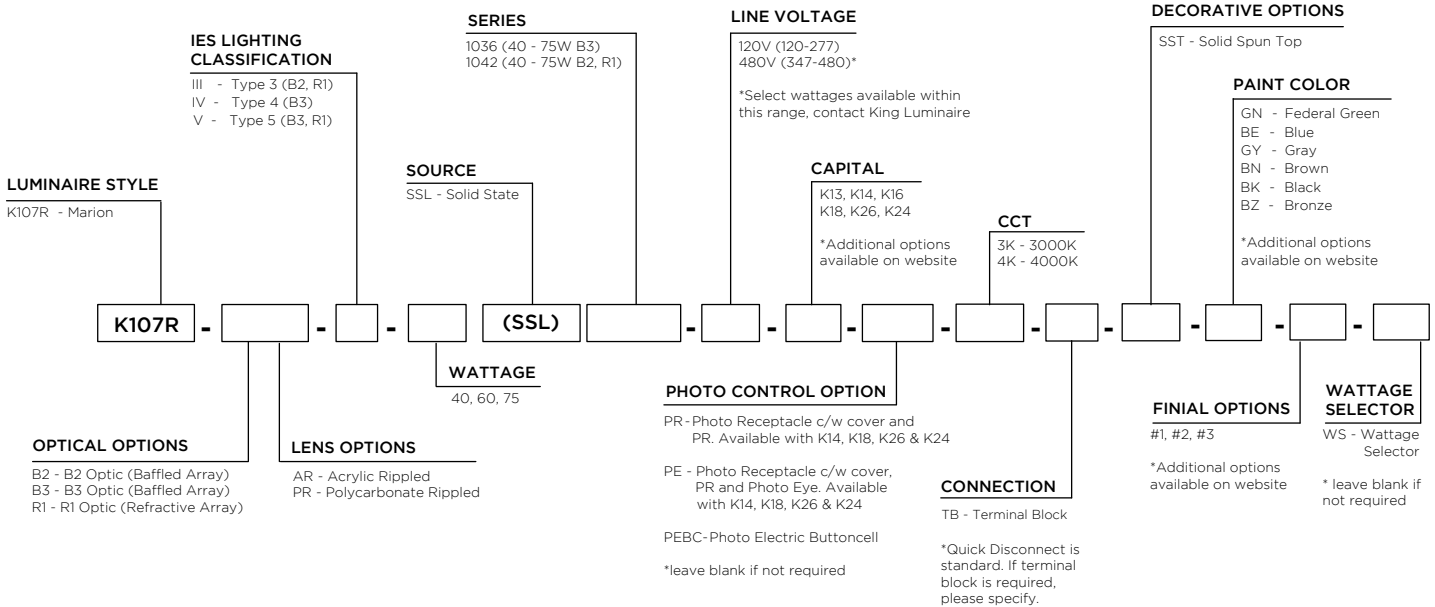 DECORATIVE OPTIONS
SST - Solid Spun Top
SERIES
1036 (40 - 75W B3)
1042 (40 - 75W B2, R1)
LINE VOLTAGE
120V (120-277)
480V (347-480)*
*Select wattages available within
this range, contact King Luminaire
IES LIGHTING
CLASSIFICATION
III - Type 3 (B2, R1)
IV - Type 4 (B3)
V - Type 5 (B3, R1)
PAINT COLOR
GN - Federal Green
BE - Blue
GY - Gray
BN - Brown
BK - Black
BZ - Bronze
*Additional options
available on website
LUMINAIRE STYLE
K107R - Marion
SOURCE
SSL - Solid State
CAPITAL
K13, K14, K16
K18, K26, K24
*Additional options
available on website
CCT
3K - 3000K
4K - 4000K
K107R - - - (SSL) - - - - - - - - -
WATTAGE
40, 60, 75
OPTICAL OPTIONS
B2 - B2 Optic (Baffled Array)
B3 - B3 Optic (Baffled Array)
R1 - R1 Optic (Refractive Array)
LENS OPTIONS
AR - Acrylic Rippled
PR - Polycarbonate Rippled
PHOTO CONTROL OPTION
PR-Photo Receptacle c/w cover and
PR. Available with K14, K18, K26 & K24
PE - Photo Receptacle c/w cover,
PR and Photo Eye. Available
with K14, K18, K26 & K24
PEBC-Photo Electric Buttoncell
*leave blank if not required
CONNECTION
TB - Terminal Block
*Quick Disconnect is
standard. If terminal
block is required,
please specify.
FINIAL OPTIONS
#1, #2, #3
*Additional options
available on website
WATTAGE
SELECTOR
WS - Wattage
Selector
* leave blank if
not required